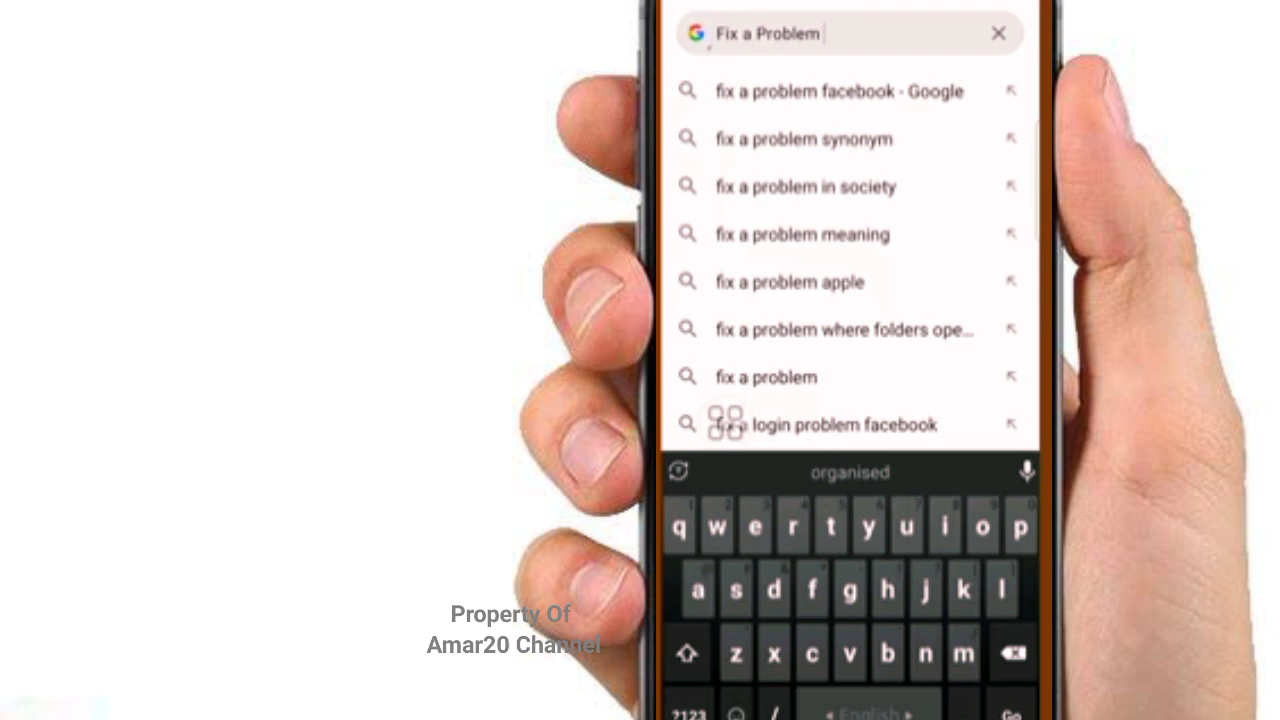 Fix a Problem
fix a problem facebook - Google
fix a problem synonym
fix a problem in society
fix a problem meaning
fix a problem apple
fix a problem where folders ope...
fix a problem
fix a login problem facebook
organised
q w e r t y u i o p
a s d f g h j k l
z x c v b n m
?123 / English Go
Property Of
Amar20 Channel